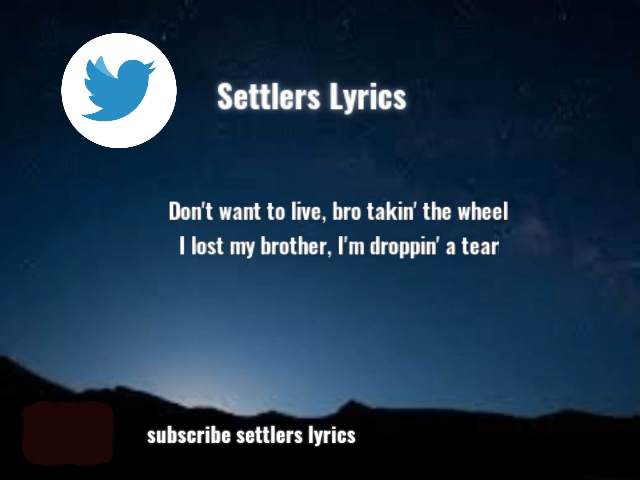 Settlers Lyrics
Don't want to live, bro takin' the wheel
I lost my brother, I'm droppin' a tear
subscribe settlers lyrics